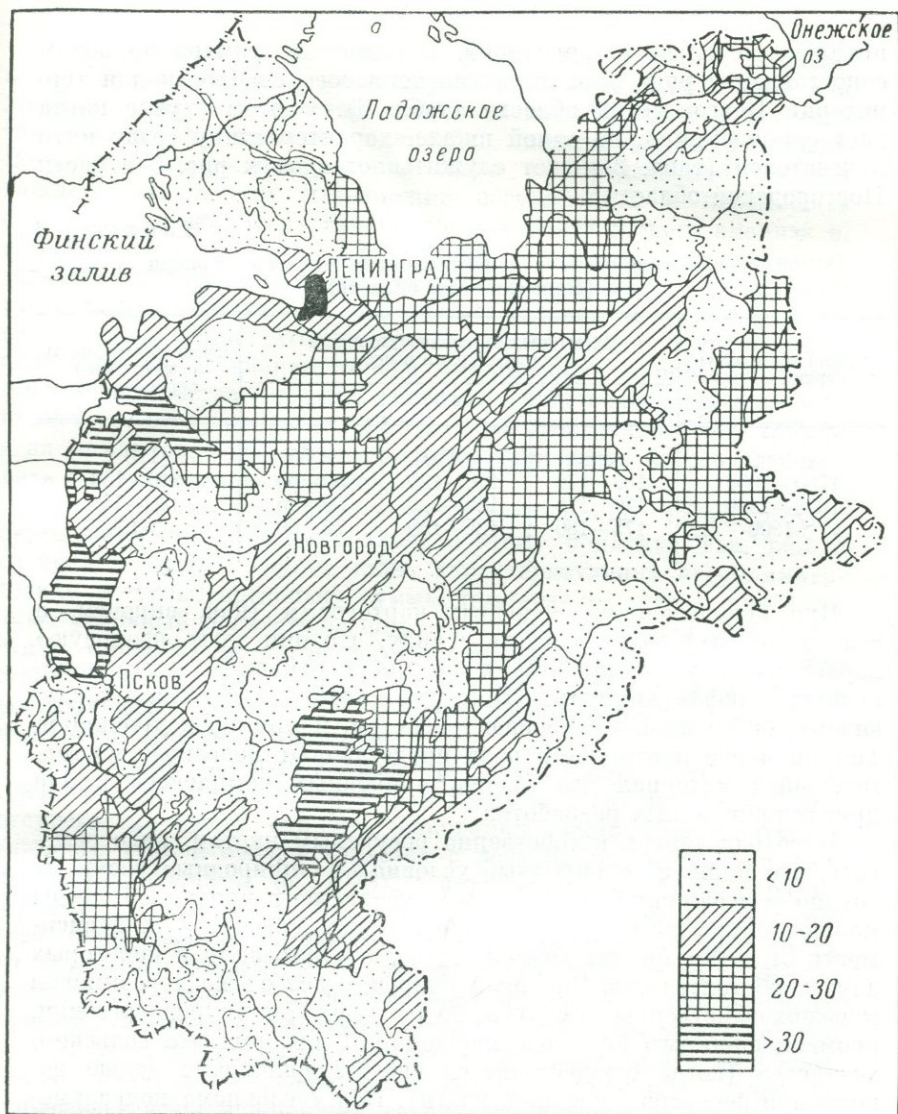 Онежское
оз
Ладожское
озеро
Финский
залив
ЛЕНИНГРАД
Новгород
Псков
<10
10-20
20-30
>30